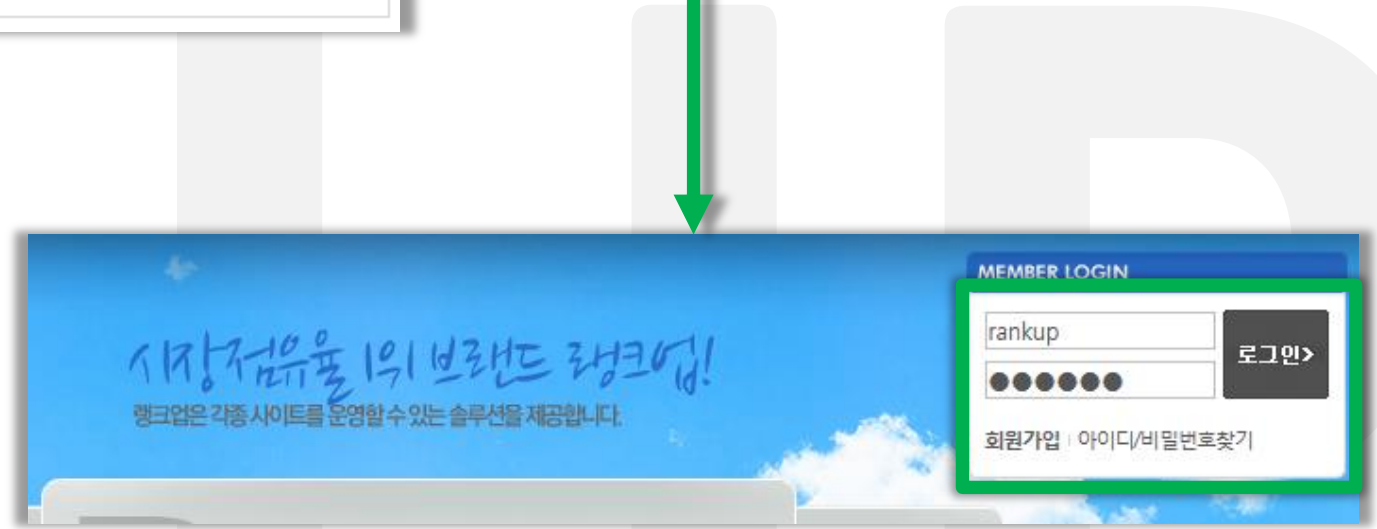 MEMBER LOGIN
시장점유율 1위 브랜드 랭크업!
랭크업은 각종 사이트를 운영할 수 있는 솔루션을 제공합니다.
rankup
●●●●●●
로그인>
회원가입 | 아이디/비밀번호찾기